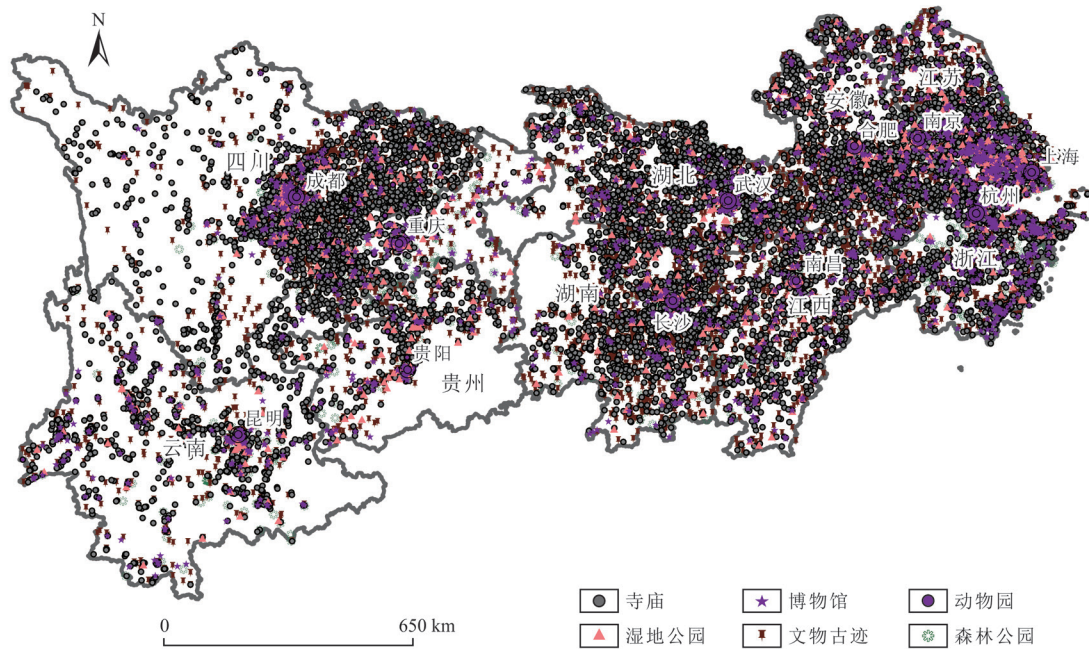 N
江苏
安徽
合肥
南京
上海
四川
成都
湖北
武汉
杭州
重庆
南昌
浙江
湖南
江西
长沙
贵阳
贵州
昆明
云南
寺庙
博物馆
动物园
湿地公园
文物古迹
森林公园
0
650 km